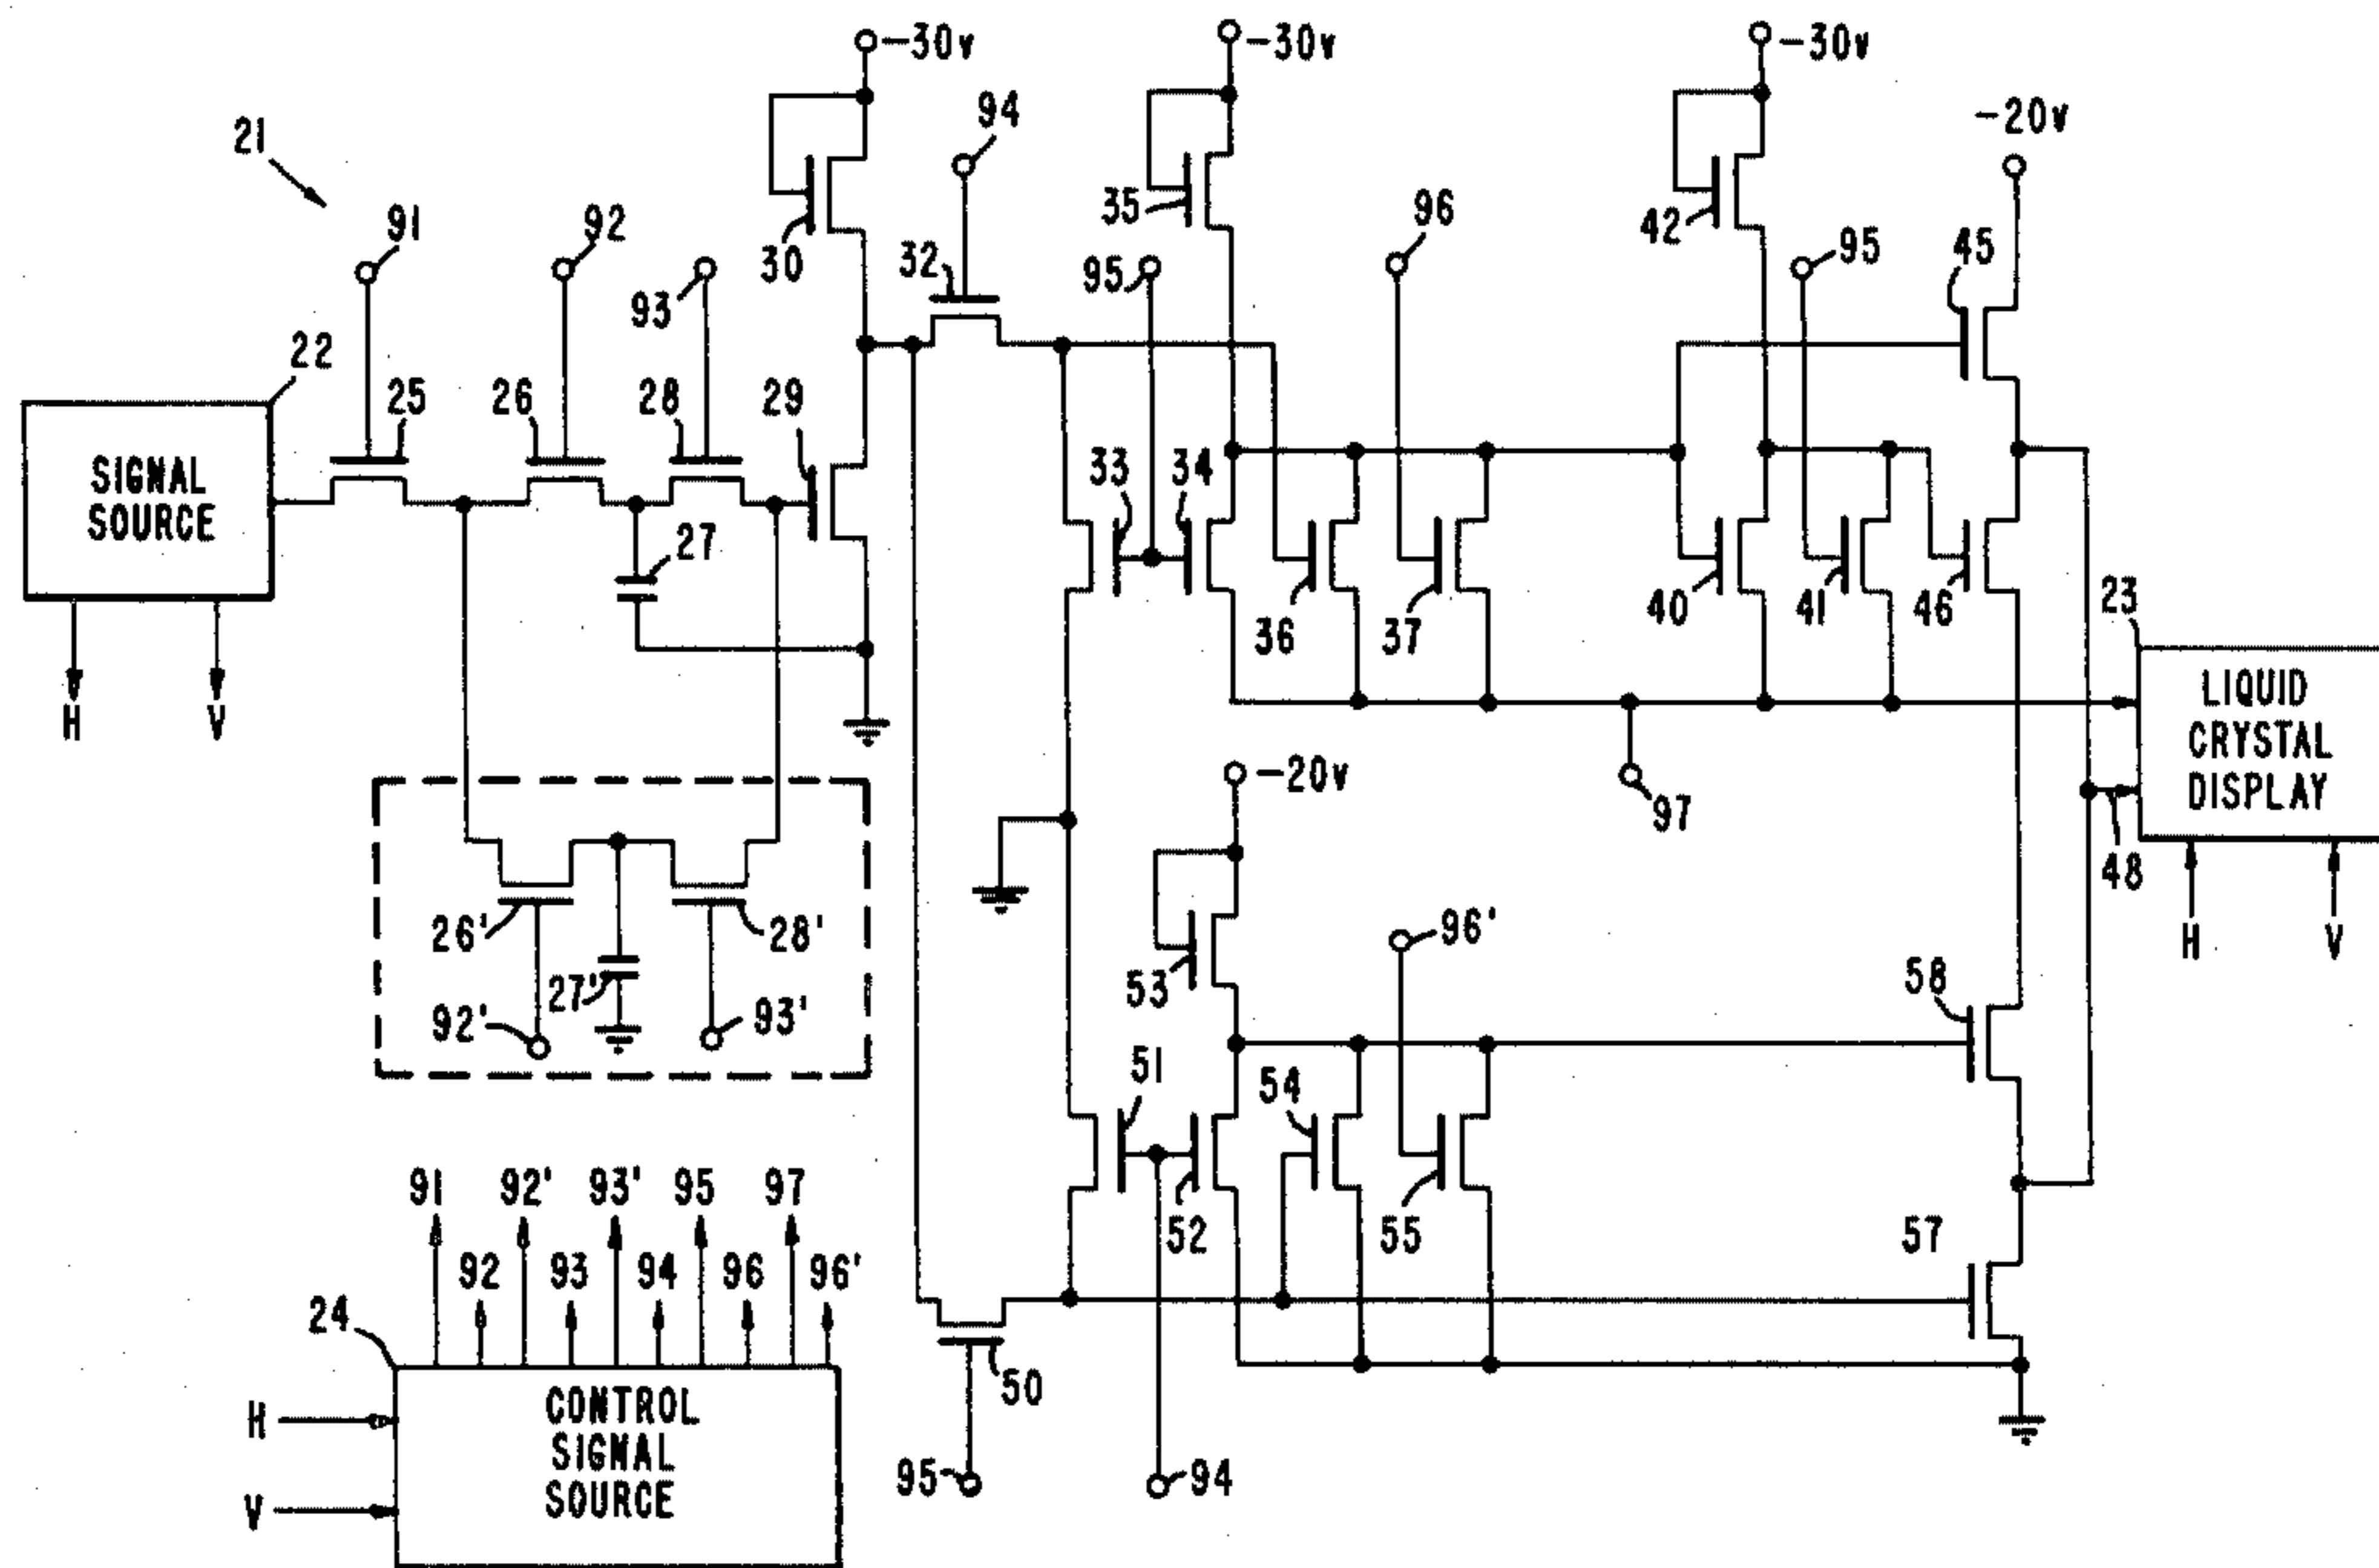 -30v
-30v
-30v
-20v
21
94
91
92
93
30
32
35
95
96
42
95
45
22
25
26
28
29
SIGNAL
SOURCE
27
33
34
36
37
40
41
46
23
H
V
LIQUID
CRYSTAL
DISPLAY
-20v
97
48
H
V
26'
28'
27'
92'
93'
53
96'
58
51
54
52
55
57
91
92'
93'
95
97
92
93
94
96
96'
24
50
H
V
CONTROL
SIGNAL
SOURCE
95
94